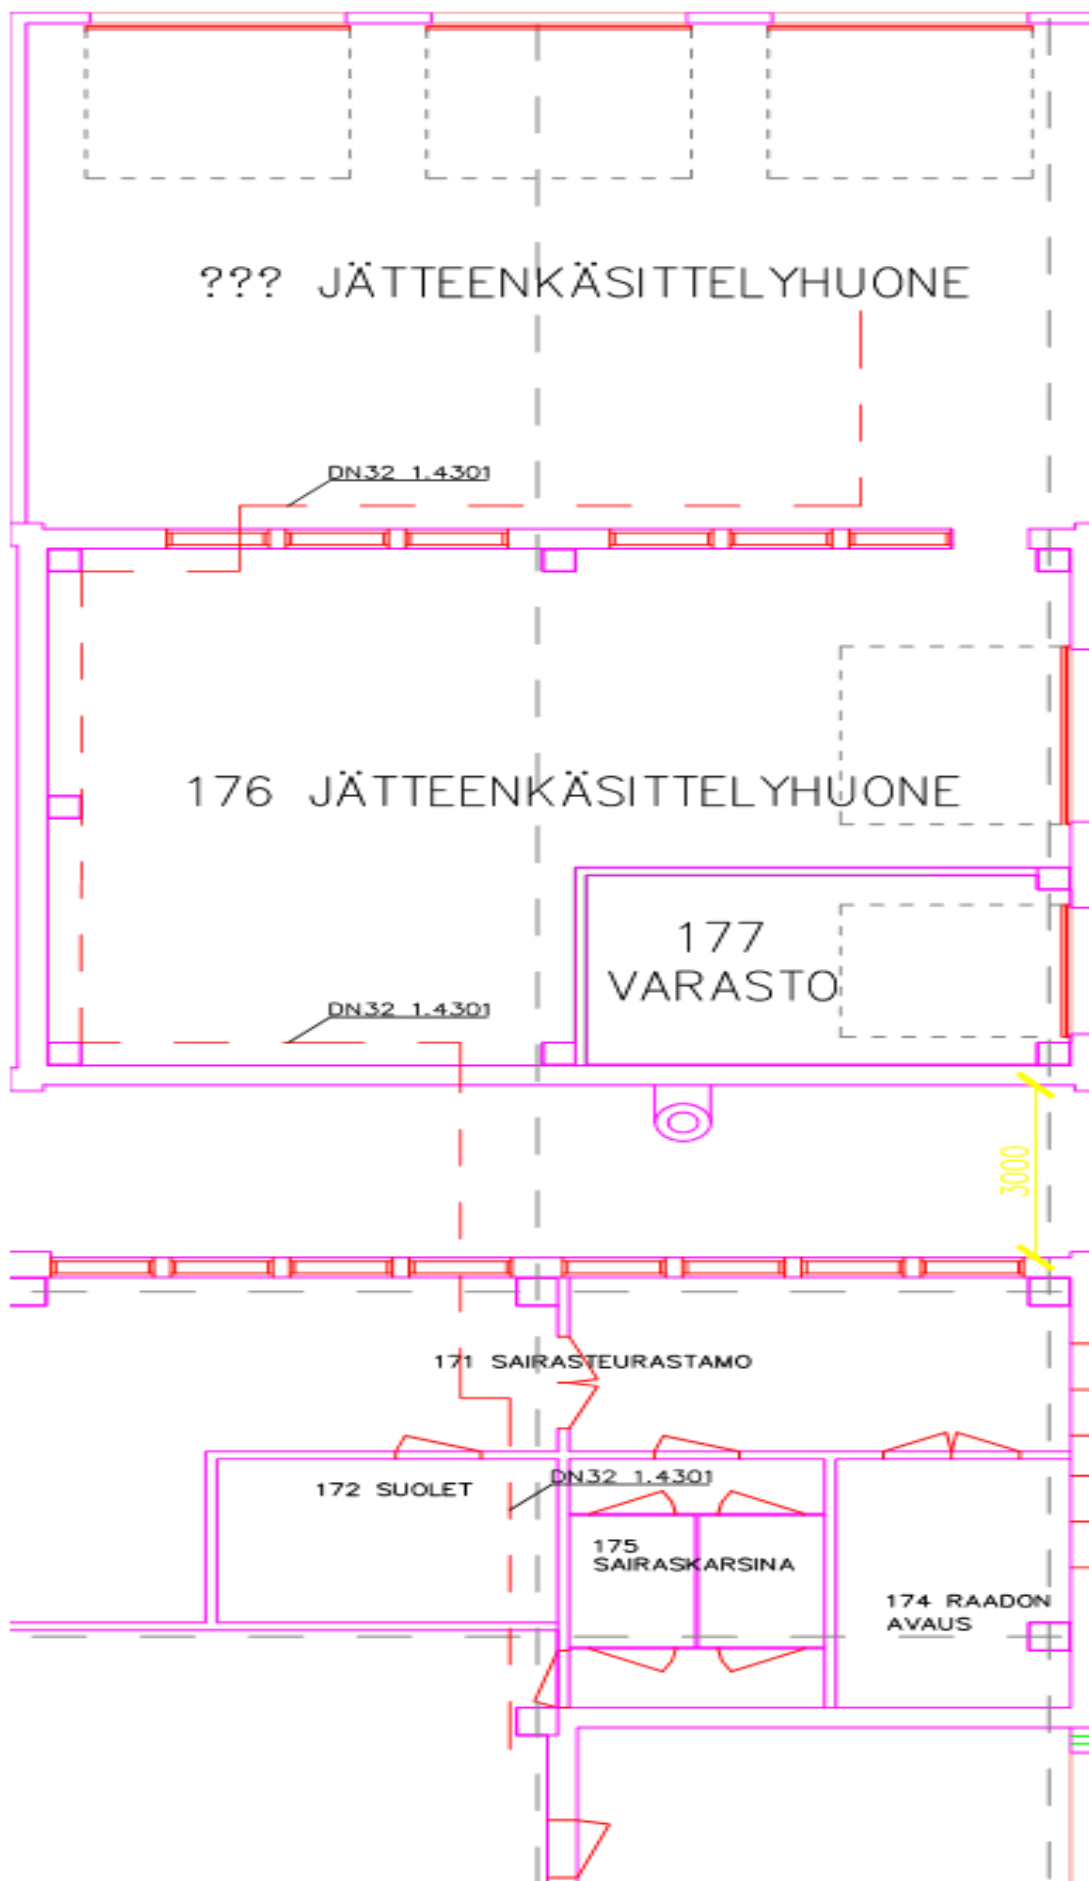 ??? JÄTTEENKÄSITTELYHUONE
DN32 1.4301
176 JÄTTEENKÄSITTELYHUONE
177
VARASTO
DN32 1.4301
3000
171 SAIRASTEURASTAMO
172 SUOLET
DN32 1.4301
175
SAIRASKARSINA
174 RAADON
AVAUS